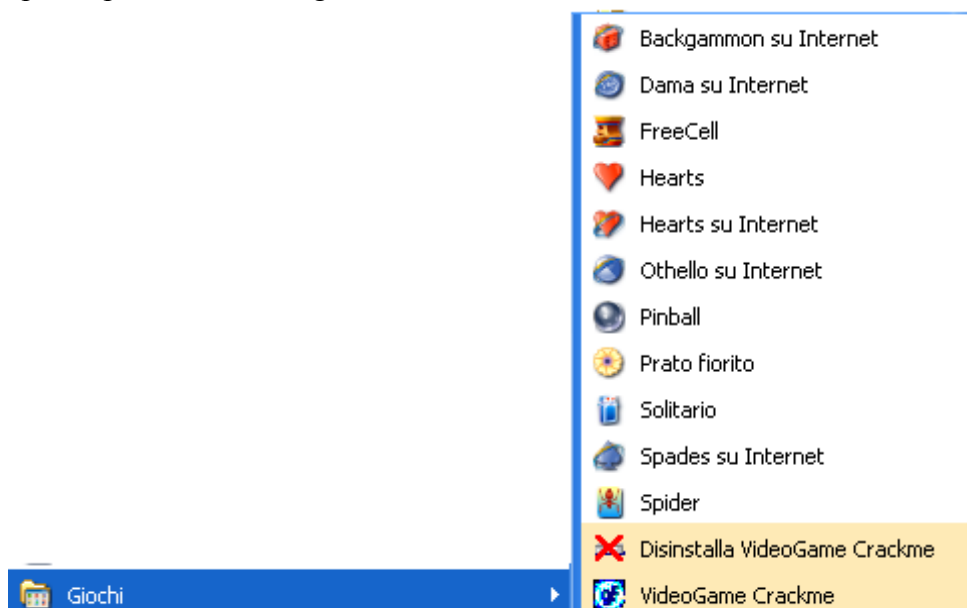 Backgammon su Internet
Dama su Internet
FreeCell
Hearts
Hearts su Internet
Othello su Internet
Pinball
Prato fiorito
Solitario
Spades su Internet
Spider
Disinstalla VideoGame Crackme
Giochi
VideoGame Crackme